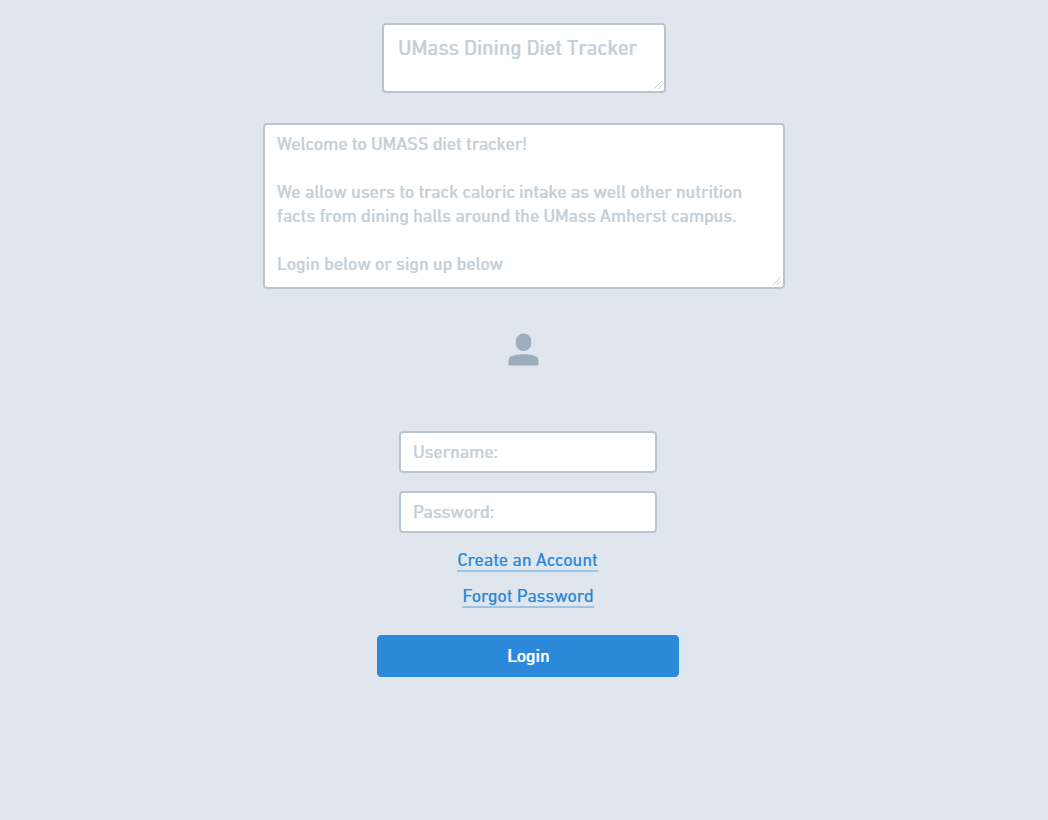 UMass Dining Diet Tracker
Welcome to UMASS diet tracker!
We allow users to track caloric intake as well other nutrition
facts from dining halls around the UMass Amherst campus.
Login below or sign up below
Username:
Password:
Create an Account
Forgot Password
Login